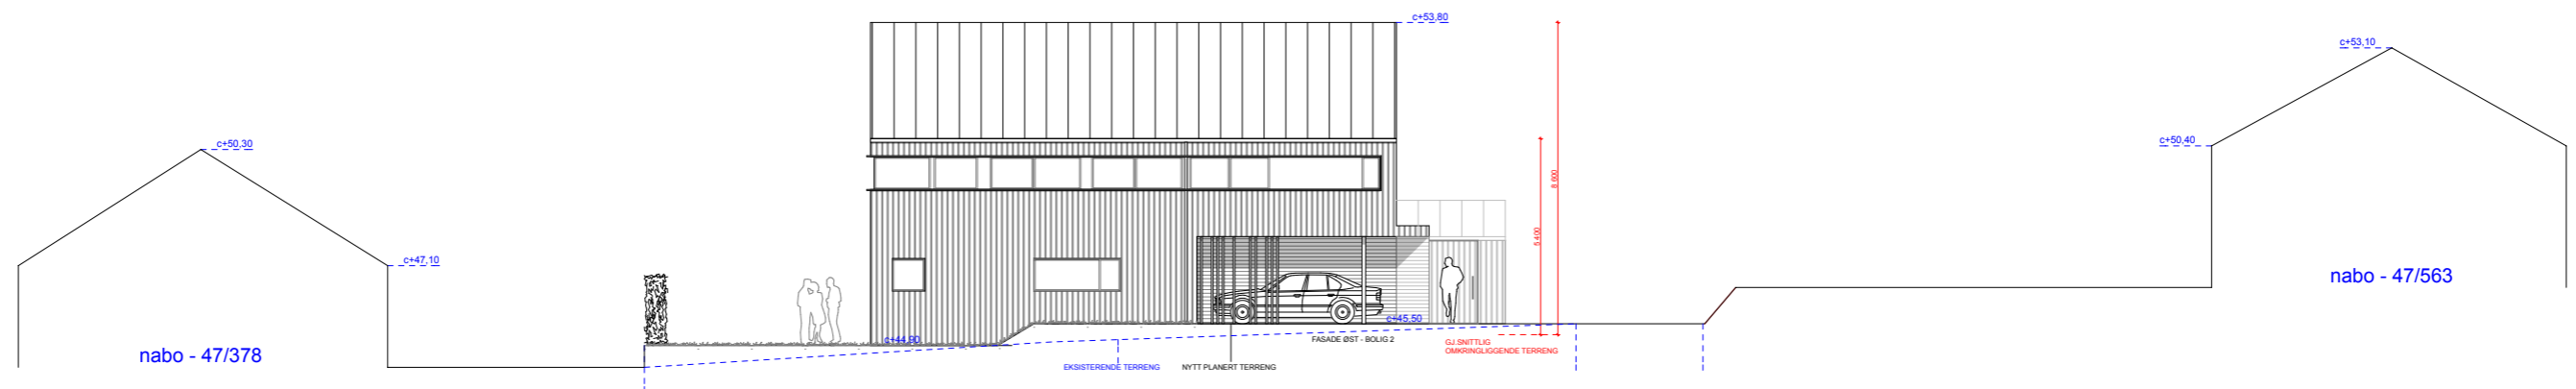 c+53,80
c+53,10
c+50,30
c+50,40
8 600
5 400
c+47,10
nabo - 47/563
c+45,50
c+44,90
FASADE ØST - BOLIG 2
GJ.SNITTLIG
OMKRINGLIGGENDE TERRENG
nabo - 47/378
EKSISTERENDE TERRENG
NYTT PLANERT TERRENG